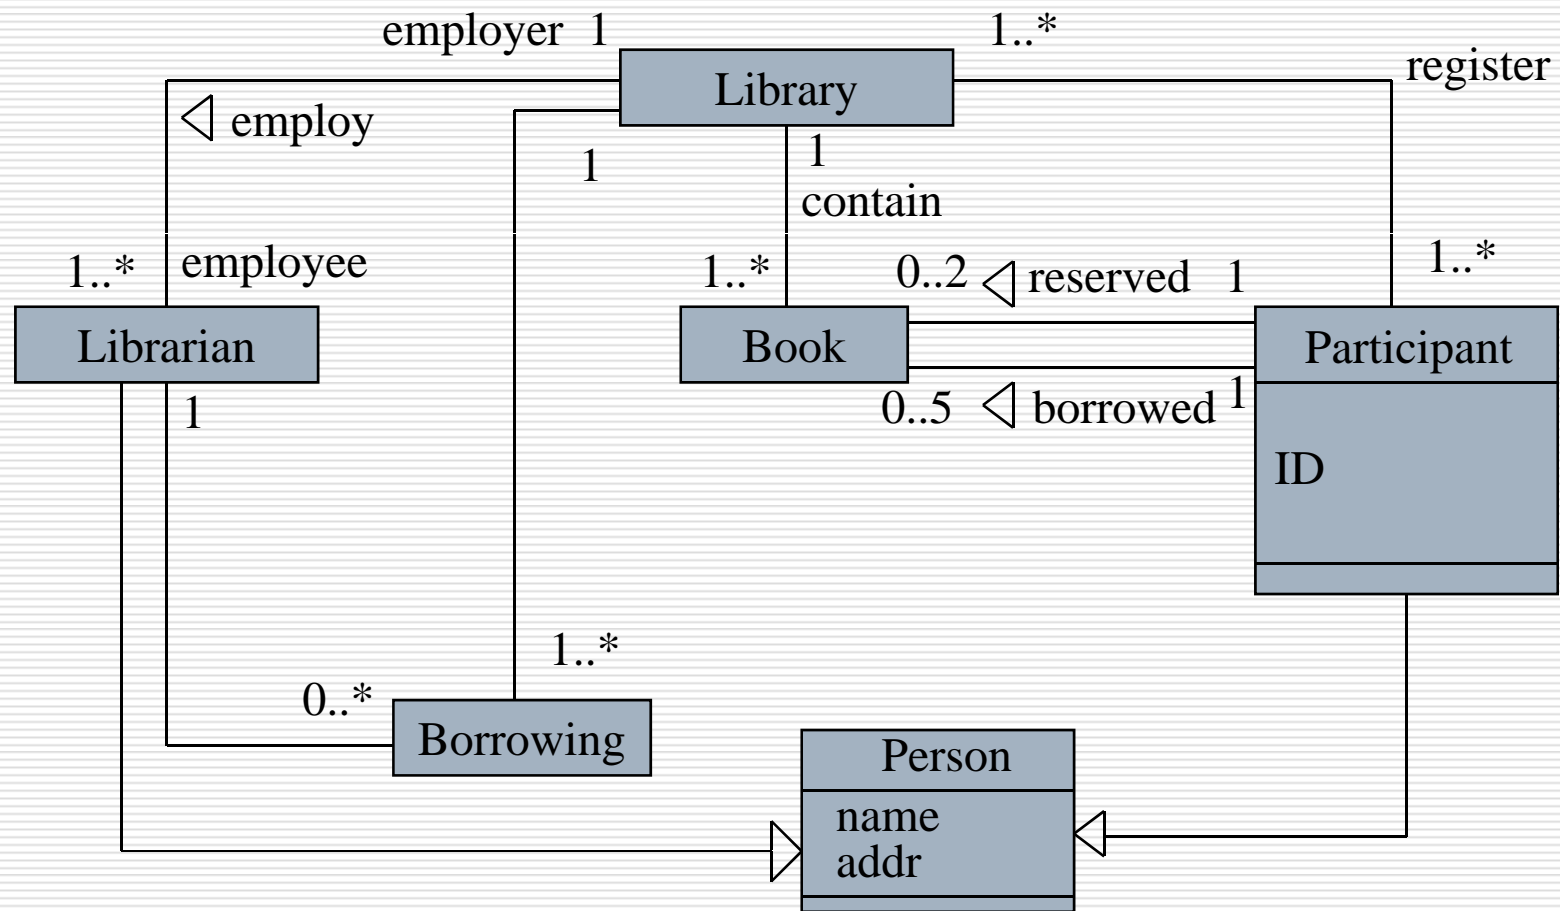 employer 1
1..*
register
Library
employ
1
1
contain
1..*
employee
1..*
0..2
reserved
1
1..*
Librarian
Book
Participant
1
0..5
borrowed
1
ID
1..*
0..*
Borrowing
Person
name
addr